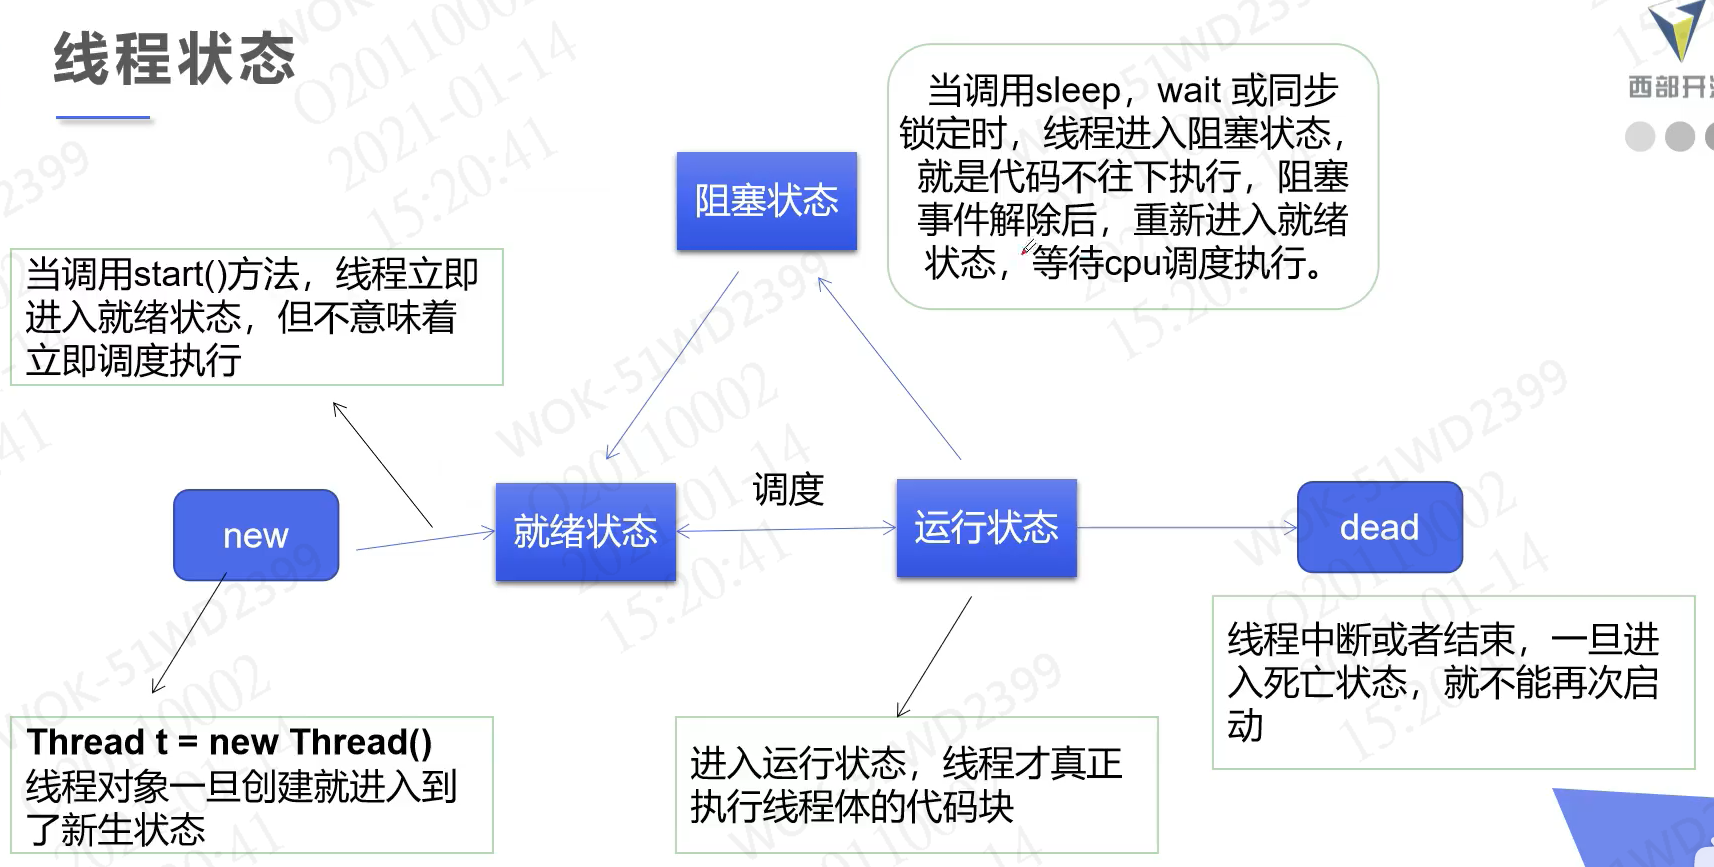 线程状态
西部开
当调用sleep，wait 或同步
锁定时，线程进入阻塞状态，
就是代码不往下执行，阻塞
事件解除后，重新进入就绪
状态，等待cpu调度执行。
阻塞状态
当调用start()方法，线程立即
进入就绪状态，但不意味着
立即调度执行
调度
new
就绪状态
运行状态
dead
线程中断或者结束，一旦进
入死亡状态，就不能再次启
动
Thread t = new Thread()
线程对象一旦创建就进入到
了新生状态
进入运行状态，线程才真正
执行线程体的代码块
WOK-51WD2399
O20110002
2021-01-14
15:20:41